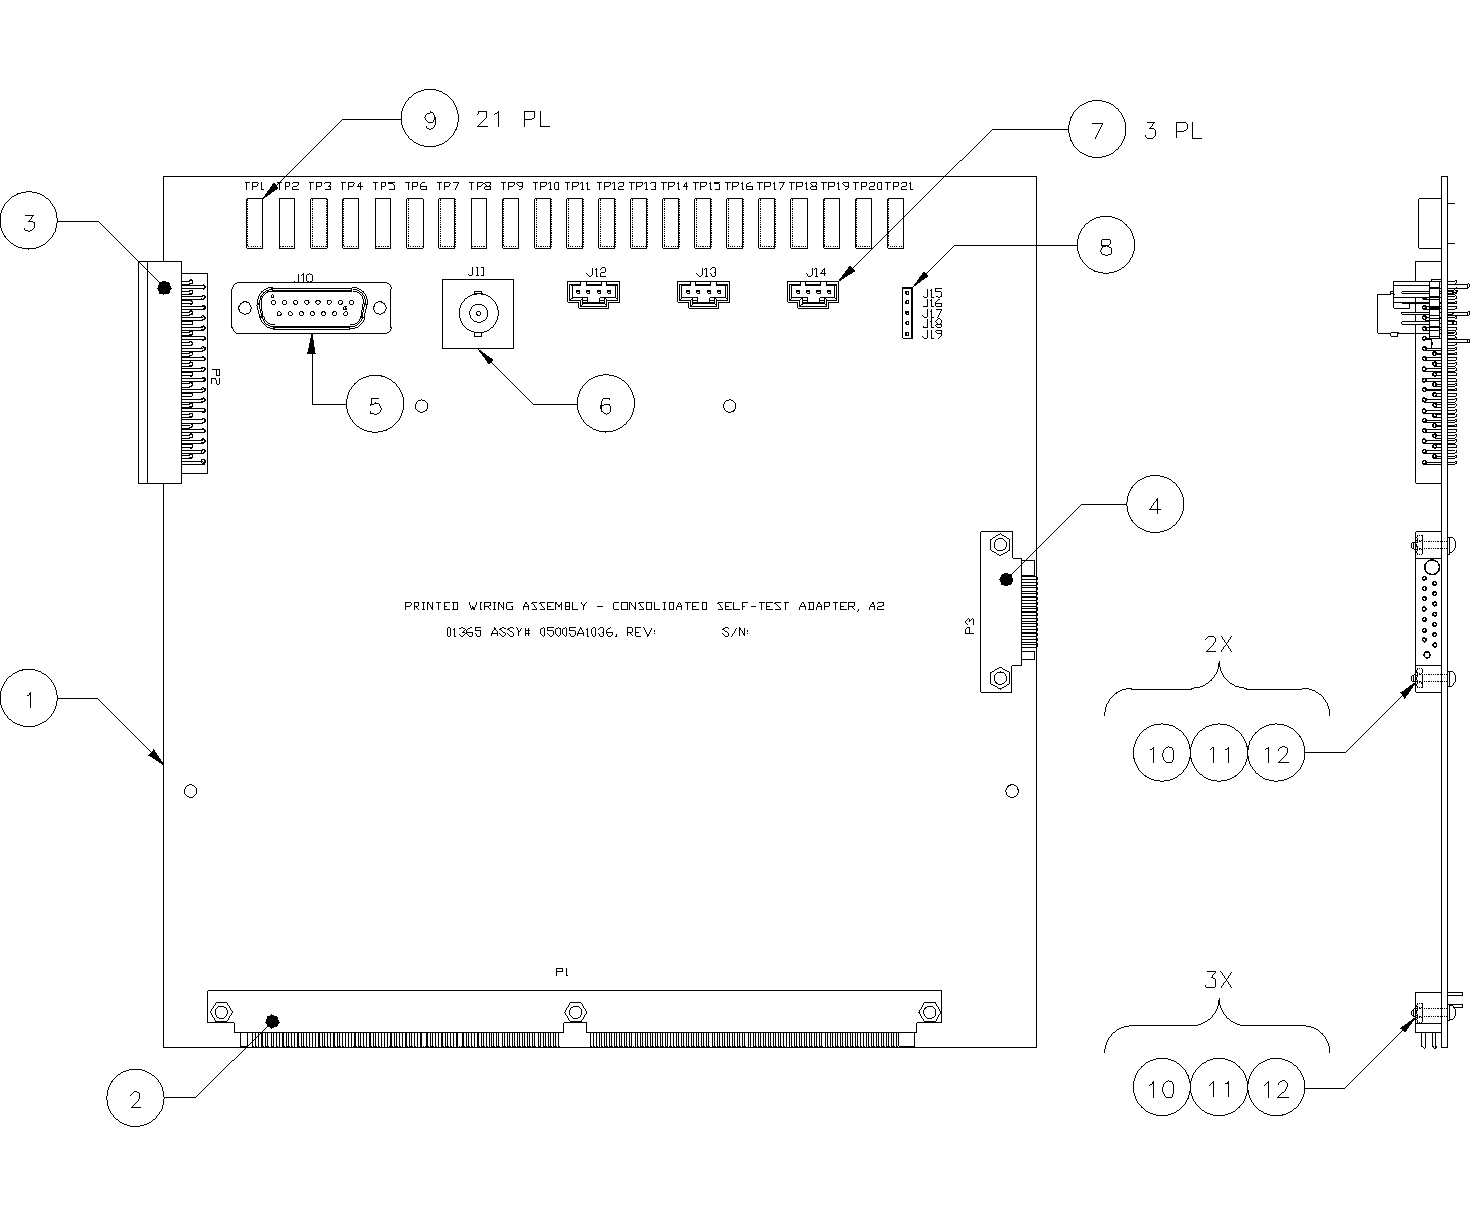 9 21 PL
7 3 PL
TP1 TP2 TP3 TP4 TP5 TP6 TP7 TP8 TP9 TP10 TP11 TP12 TP13 TP14 TP15 TP16 TP17 TP18 TP19 TP20 TP21
3
8
J10 J11 J12 J13 J14
J15
J16
J17
J18
J19
P2
5
6
4
PRINTED WIRING ASSEMBLY - CONSOLIDATED SELF-TEST ADAPTER, A2
01365 ASSY# 05005A1036, REV: S/N:
P3
2X
1
10 11 12
P1
3X
10 11 12
2